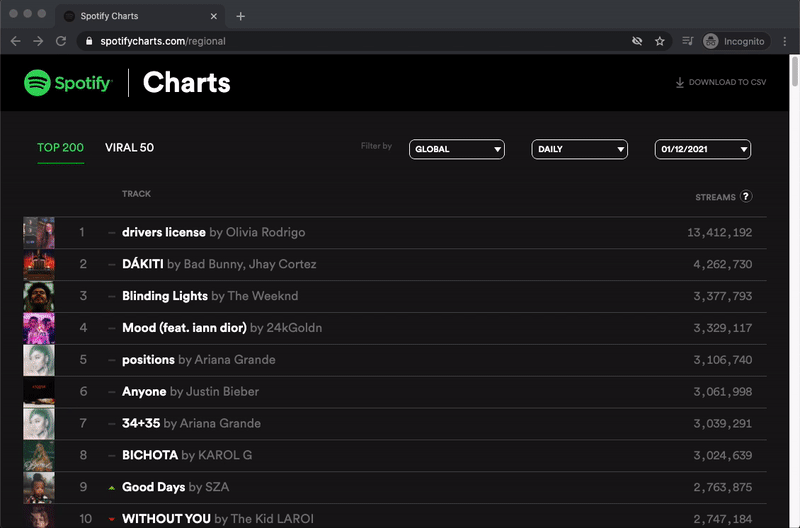 Spotify Charts
spotifycharts.com/regional
Incognito
Spotify | Charts
DOWNLOAD TO CSV
TOP 200 VIRAL 50 Filter by GLOBAL DAILY 01/12/2021
TRACK STREAMS ?
1 – drivers license by Olivia Rodrigo 13,412,192
2 – DÁKITI by Bad Bunny, Jhay Cortez 4,262,730
3 – Blinding Lights by The Weeknd 3,377,793
4 – Mood (feat. iann dior) by 24kGoldn 3,329,117
5 – positions by Ariana Grande 3,106,740
6 – Anyone by Justin Bieber 3,061,998
7 – 34+35 by Ariana Grande 3,039,291
8 – BICHOTA by KAROL G 3,024,639
9 Good Days by SZA 2,763,875
10 WITHOUT YOU by The Kid LAROI 2,747,184